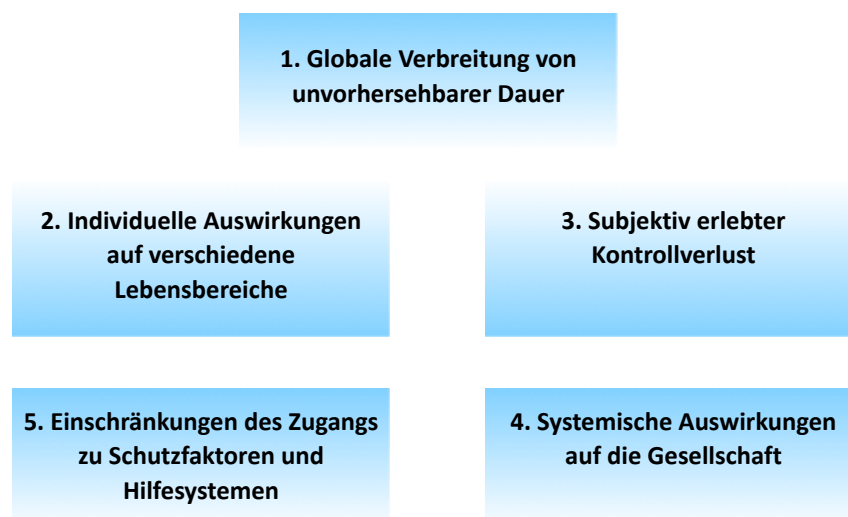 1. Globale Verbreitung von
unvorhersehbarer Dauer
2. Individuelle Auswirkungen
auf verschiedene
Lebensbereiche
3. Subjektiv erlebter
Kontrollverlust
5. Einschränkungen des Zugangs
zu Schutzfaktoren und
Hilfesystemen
4. Systemische Auswirkungen
auf die Gesellschaft